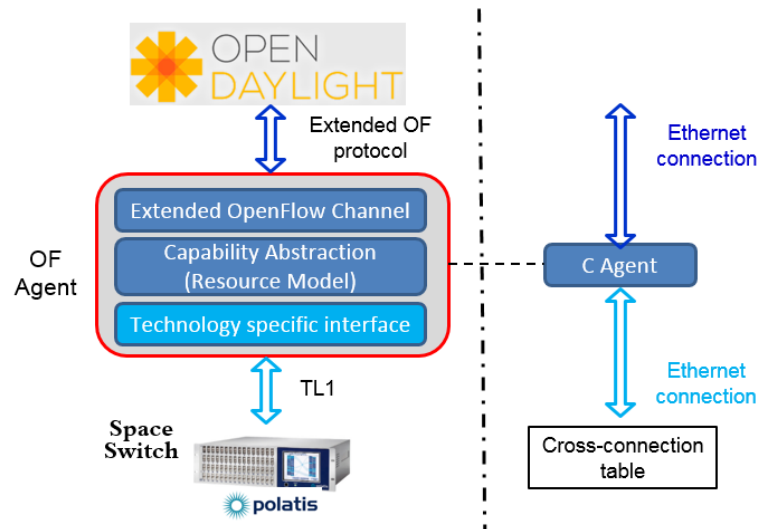 OPEN
DAYLIGHT
Extended OF
protocol
OF
Agent
Extended OpenFlow Channel
Capability Abstraction
(Resource Model)
Technology specific interface
TL1
Space
Switch
polatis
Ethernet
connection
C Agent
Ethernet
connection
Cross-connection
table